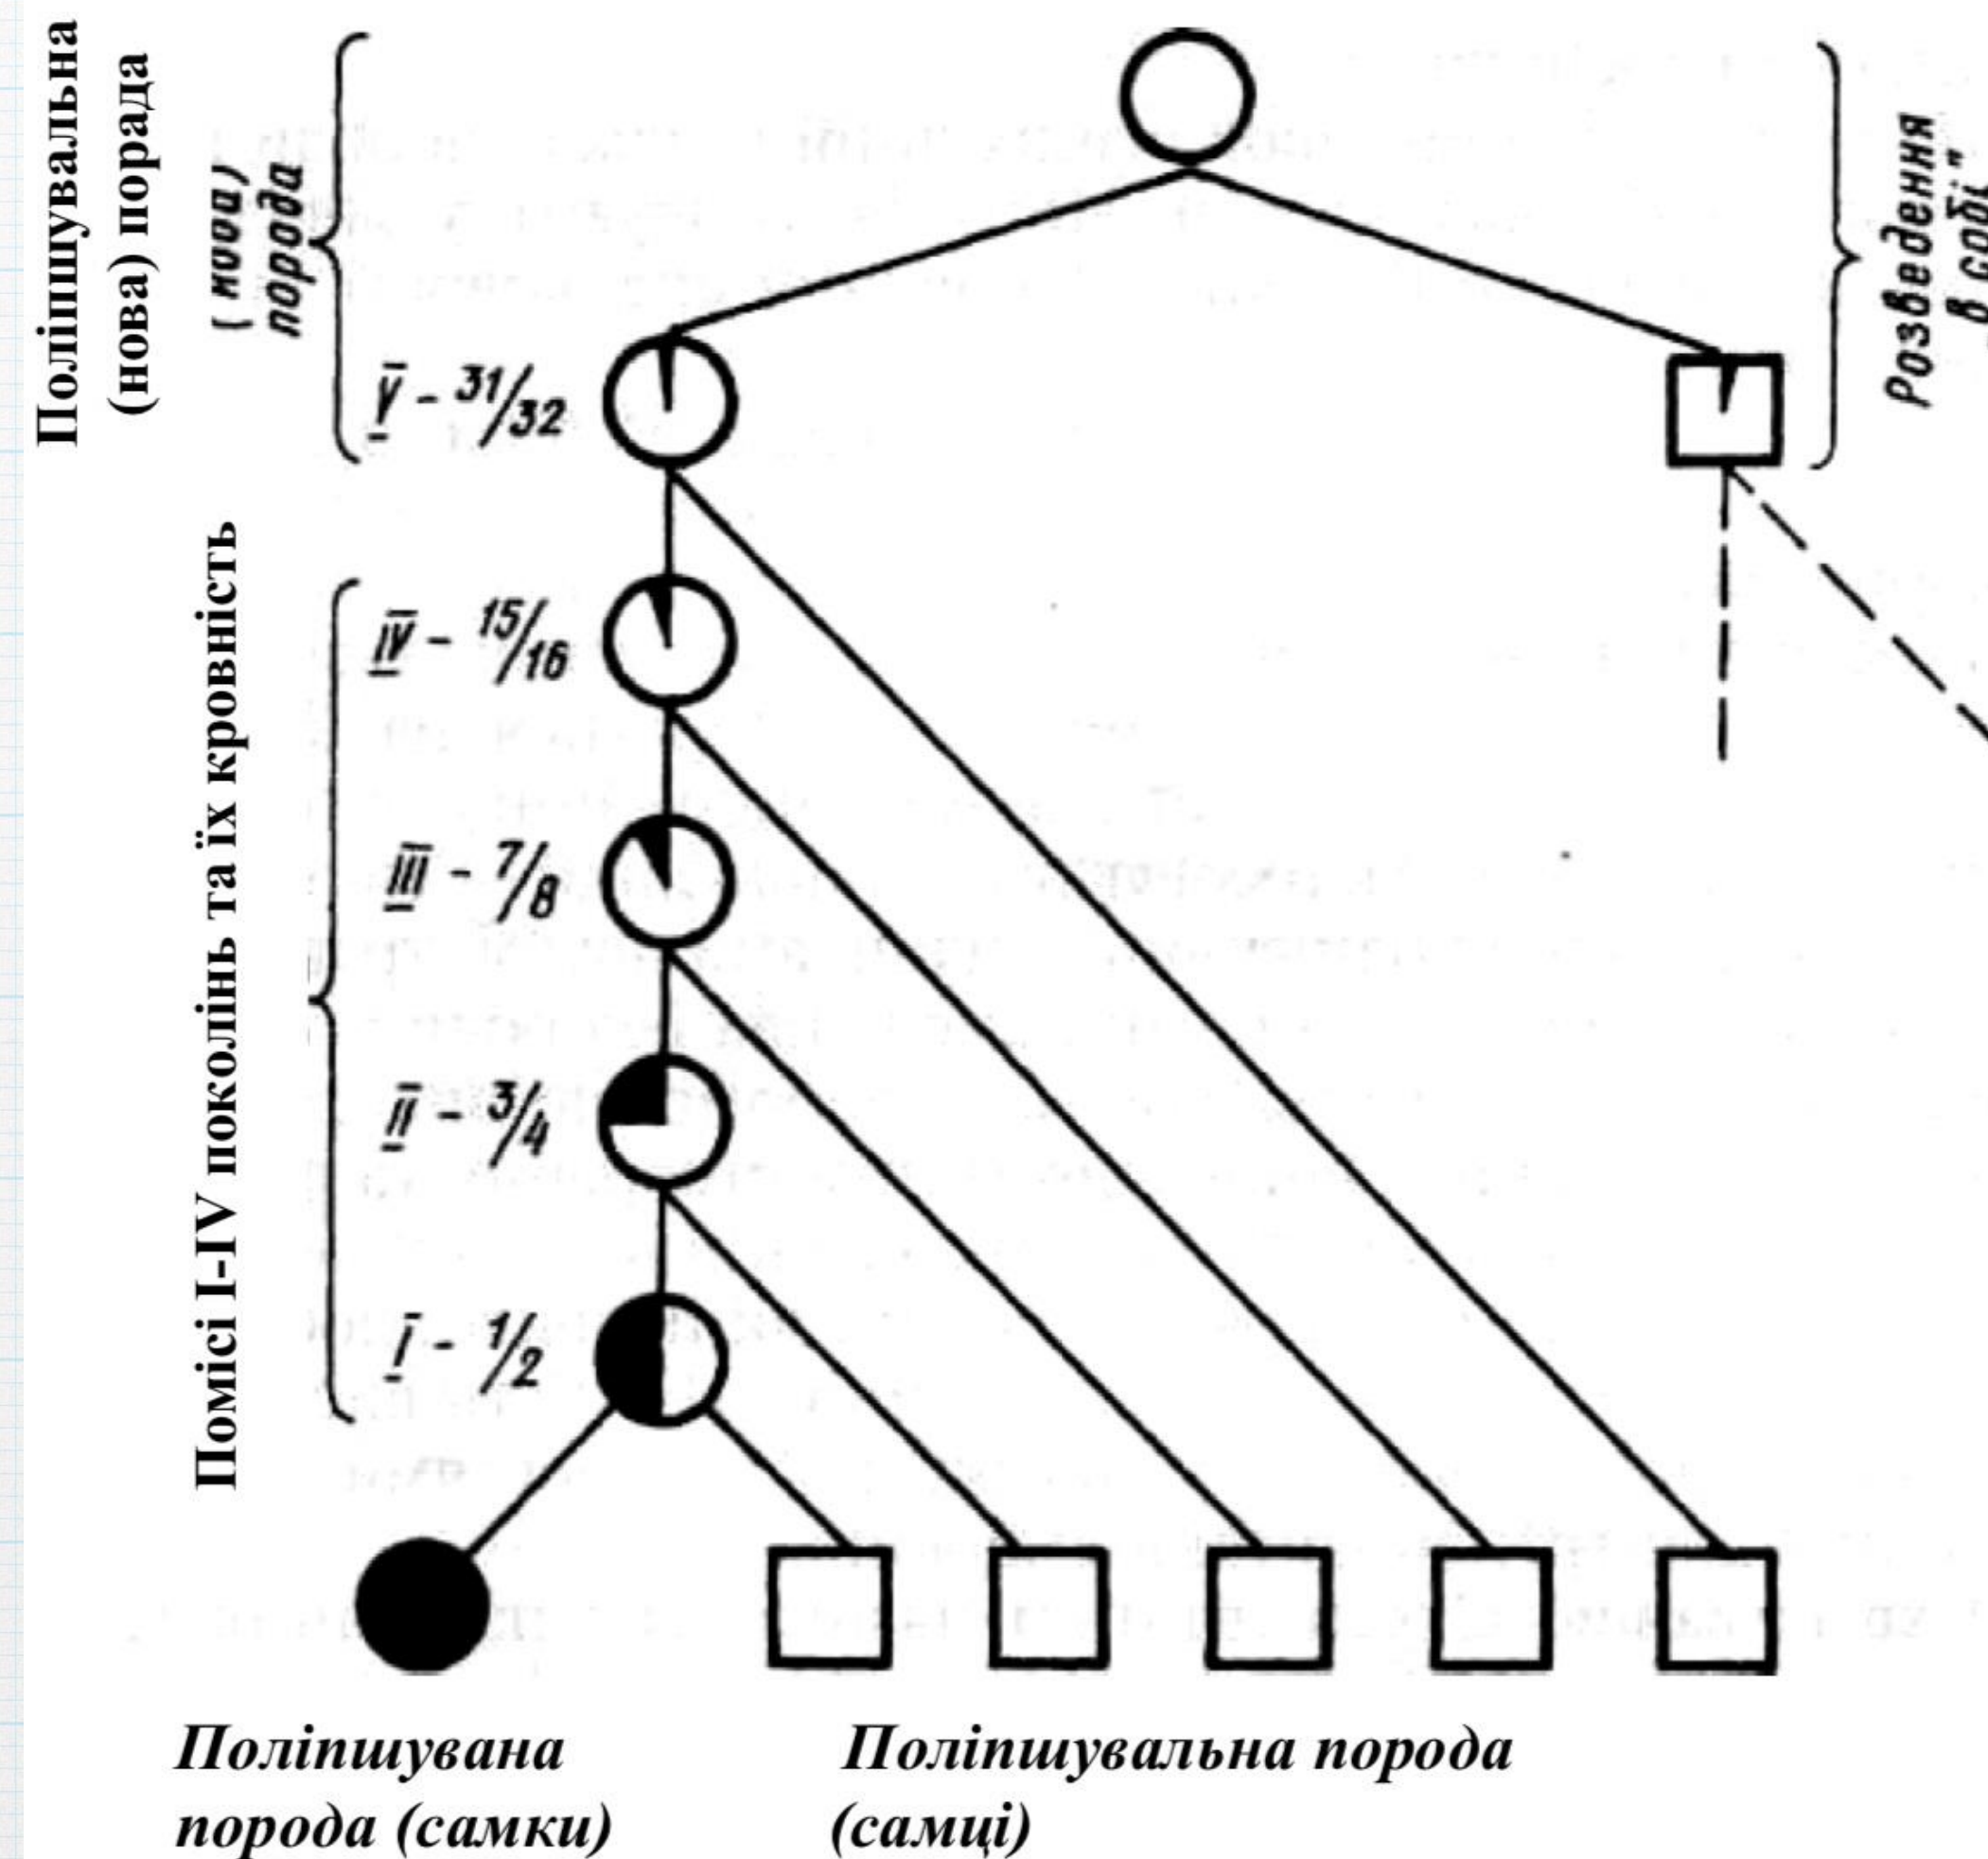 Поліпшувальна
(нова) порада
(нова)
порода
Розведення
"в собі"
V - 31/32
IV - 15/16
III - 7/8
II - 3/4
I - 1/2
Помісі I-IV поколінь та їх кровність
Поліпшувана
порода (самки)
Поліпшувальна порода
(самці)